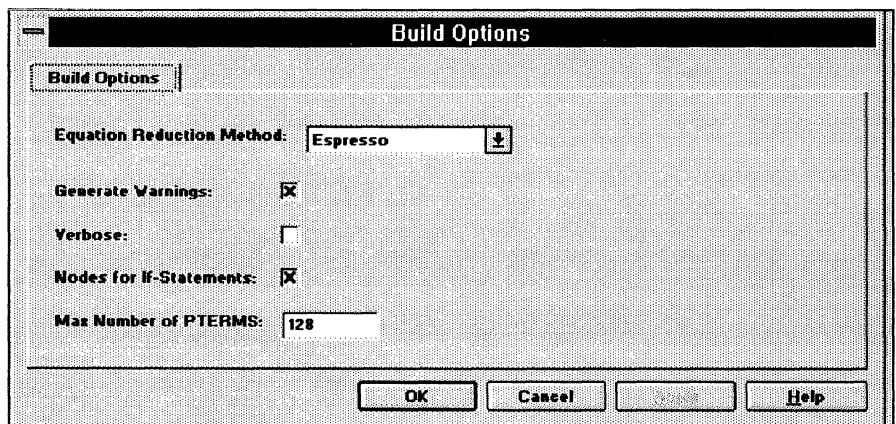 Build Options
Build Options
Equation Reduction Method: Espresso
Generate Warnings:
Verbose:
Nodes for If-Statements:
Max Number of PTERMS: 128
OK Cancel Apply Help